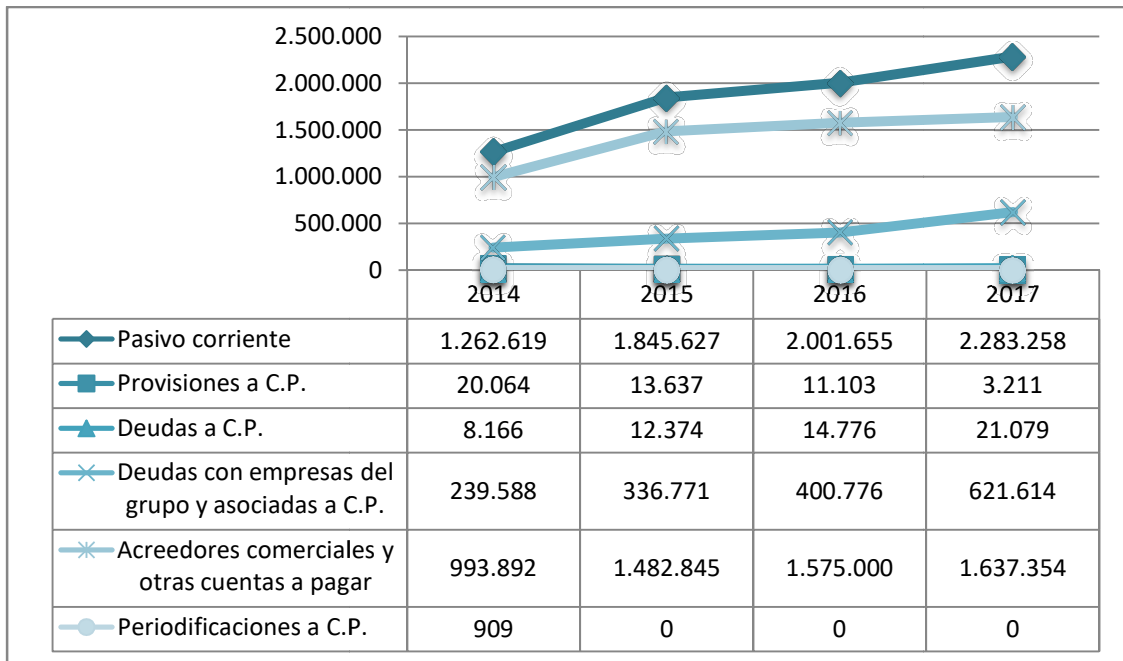 2.500.000
2.000.000
1.500.000
1.000.000
500.000
0
2014 2015 2016 2017
Pasivo corriente 1.262.619 1.845.627 2.001.655 2.283.258
Provisiones a C.P. 20.064 13.637 11.103 3.211
Deudas a C.P. 8.166 12.374 14.776 21.079
Deudas con empresas del
grupo y asociadas a C.P. 239.588 336.771 400.776 621.614
Acreedores comerciales y
otras cuentas a pagar 993.892 1.482.845 1.575.000 1.637.354
Periodificaciones a C.P. 909 0 0 0